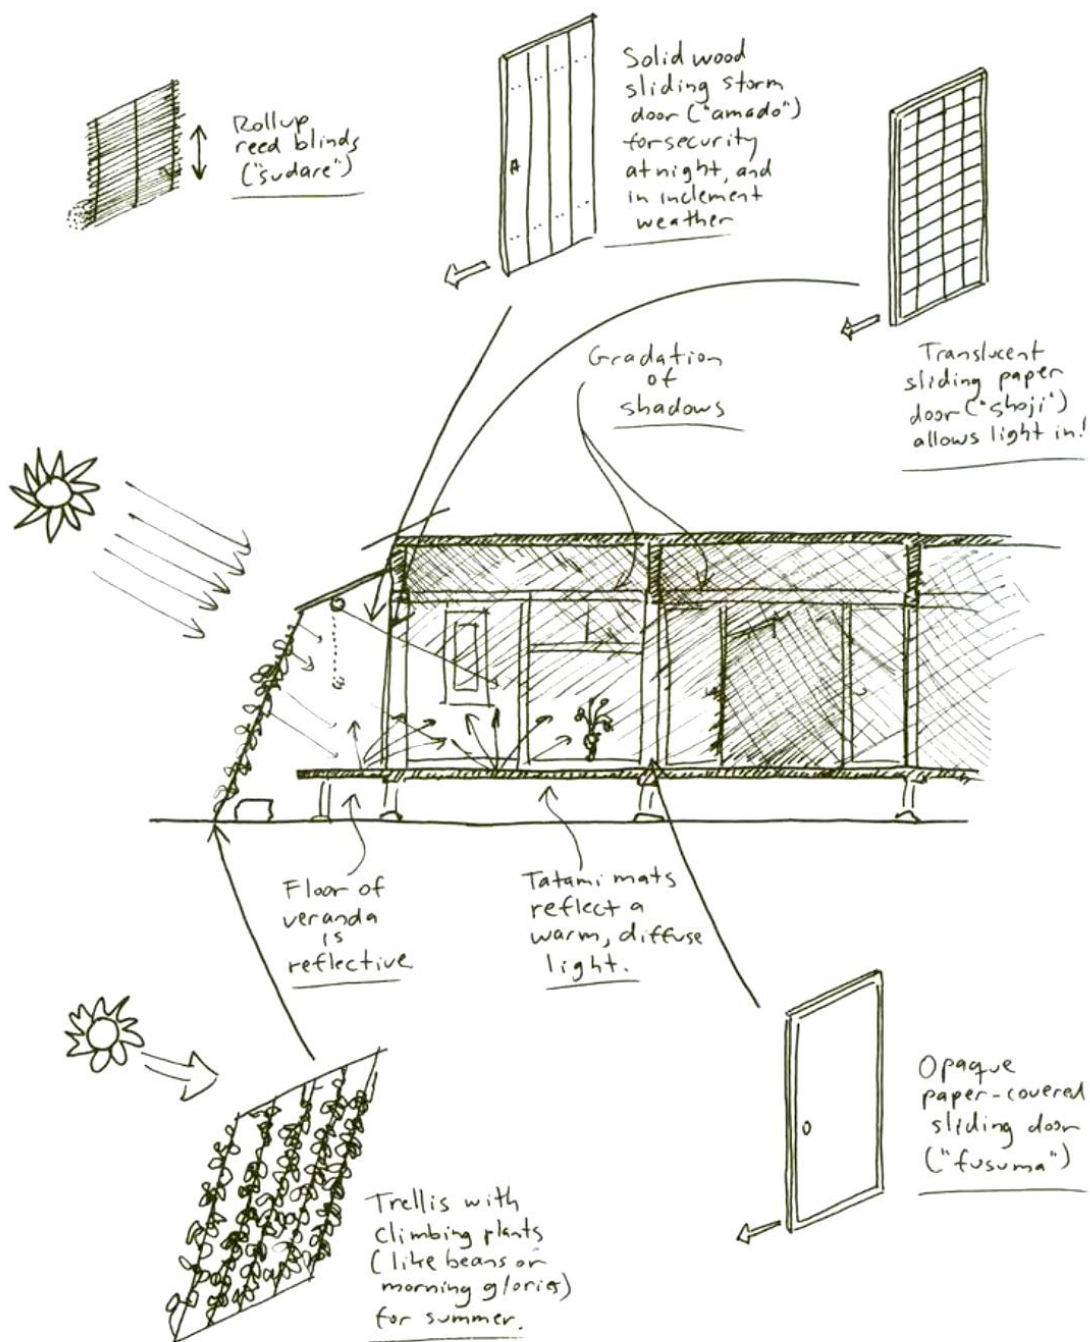 Rollup
reed blinds
("sudare")
Solid wood
sliding storm
door ("amado")
for security
at night, and
in inclement
weather
Translucent
sliding paper
door ("shoji")
allows light in!
Gradation
of
shadows
Floor of
veranda
is
reflective
Tatami mats
reflect a
warm, diffuse
light.
Opaque
paper-covered
sliding door
("fusuma")
Trellis with
climbing plants
(like beans or
morning glories)
for summer.